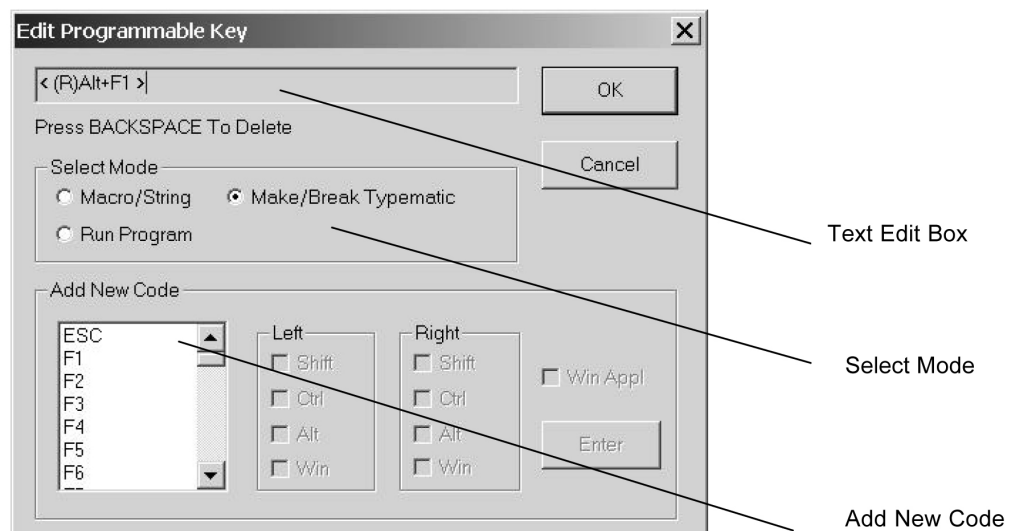 Edit Programmable Key
< (R)Alt+F1 >
OK
Press BACKSPACE To Delete
Cancel
Select Mode
Macro/String
Make/Break Typematic
Run Program
Text Edit Box
Add New Code
ESC
F1
F2
F3
F4
F5
F6
Left
Shift
Ctrl
Alt
Win
Right
Shift
Ctrl
Alt
Win
Win Appl
Enter
Select Mode
Add New Code